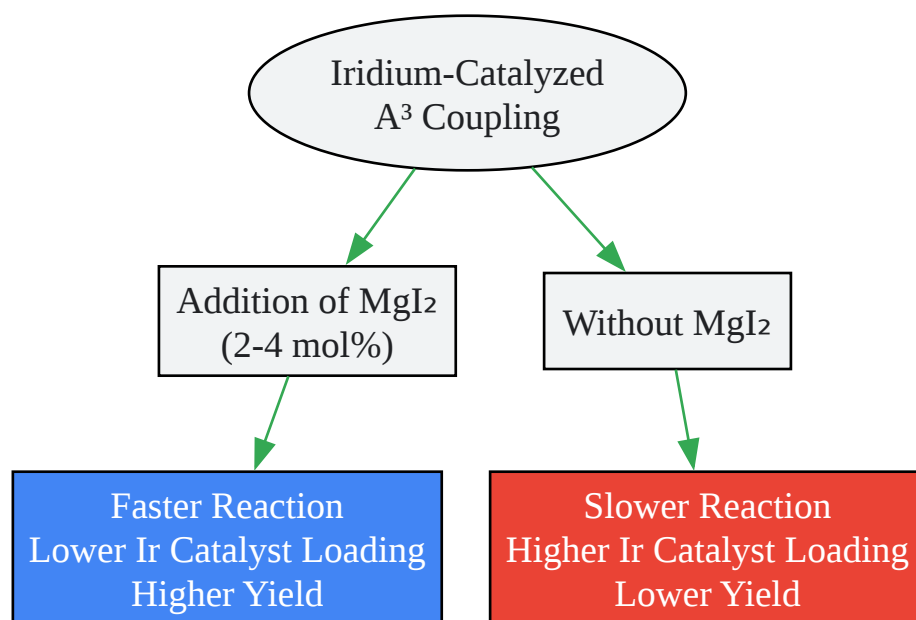 Iridium-Catalyzed
A³ Coupling
Addition of MgI₂
(2-4 mol%)
Without MgI₂
Faster Reaction
Lower Ir Catalyst Loading
Higher Yield
Slower Reaction
Higher Ir Catalyst Loading
Lower Yield